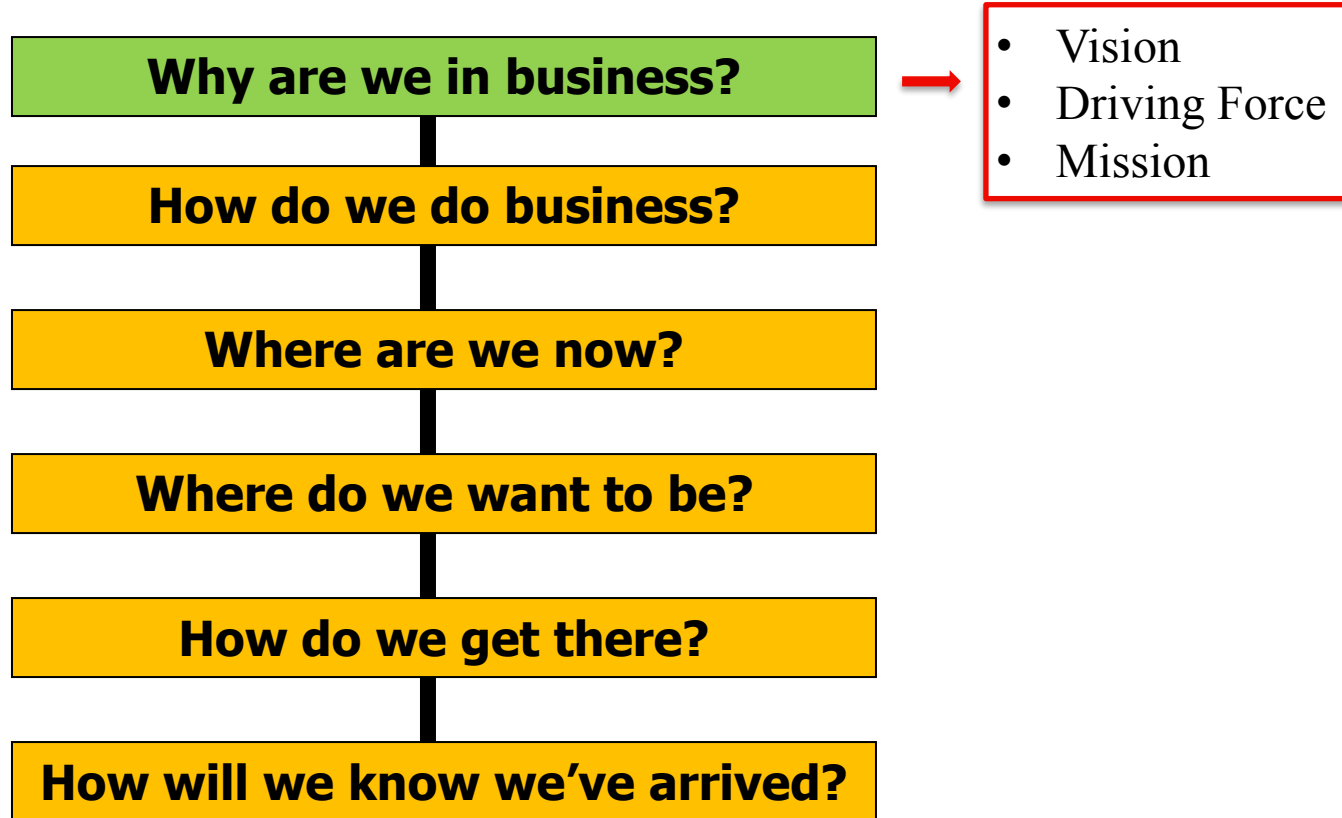 Why are we in business?
• Vision
• Driving Force
• Mission
How do we do business?
Where are we now?
Where do we want to be?
How do we get there?
How will we know we’ve arrived?